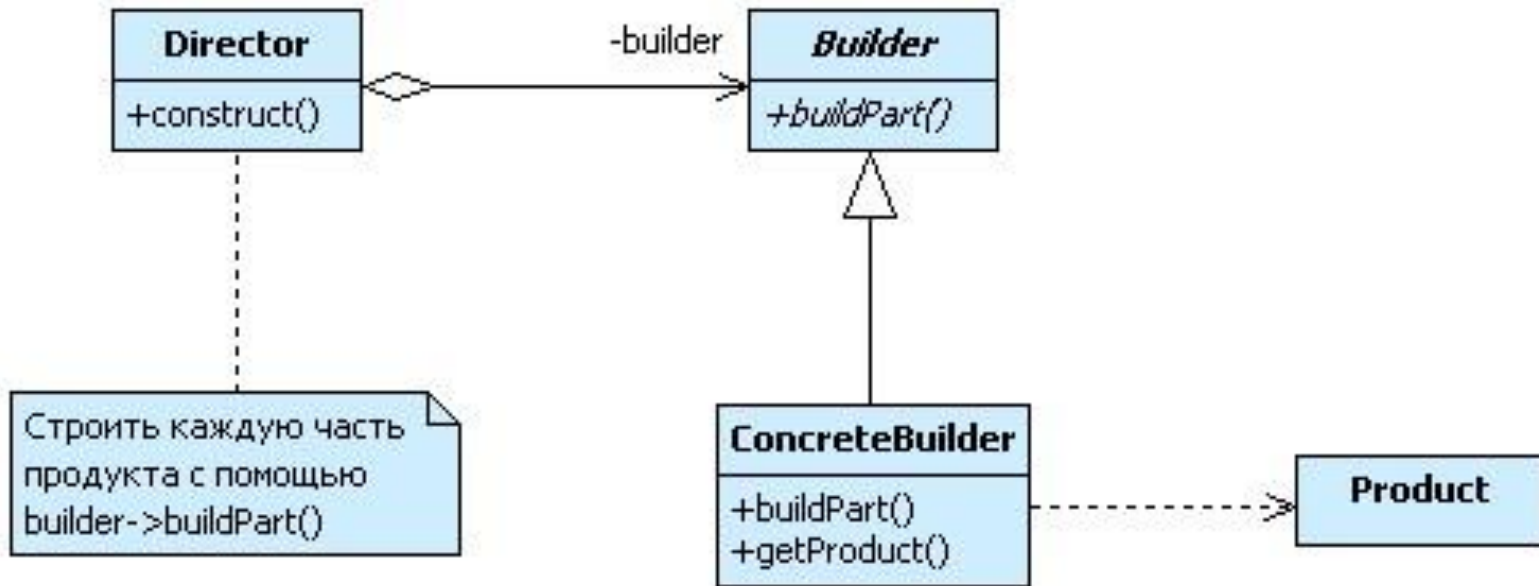 Director
+construct()
-builder
Builder
+buildPart()
Строить каждую часть
продукта с помощью
builder->buildPart()
ConcreteBuilder
+buildPart()
+getProduct()
Product